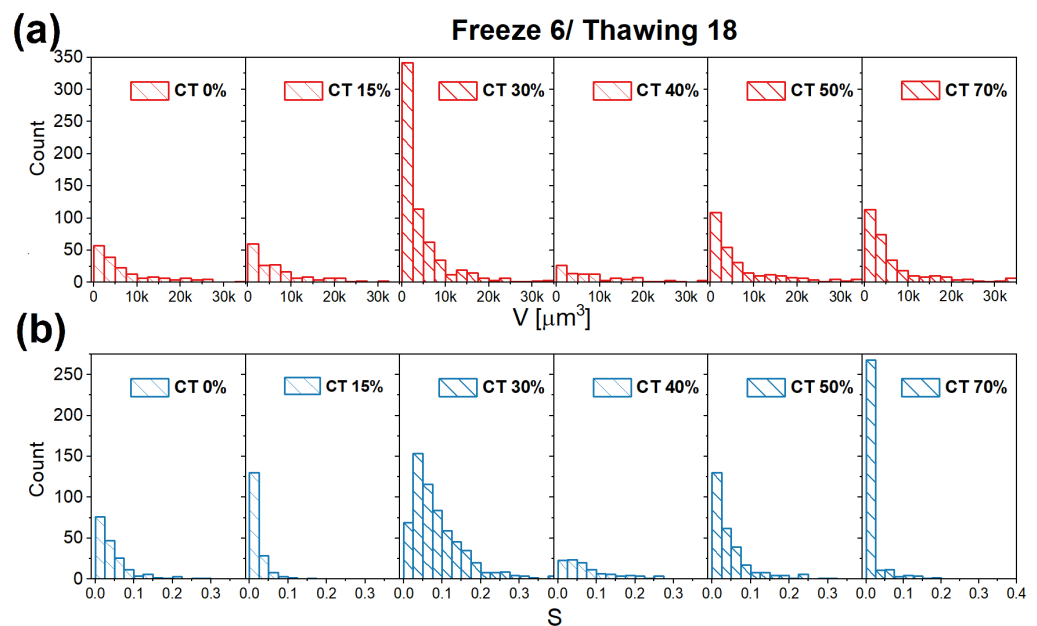 (a)
Freeze 6/ Thawing 18
Count
350
300
250
200
150
100
50
0
CT 0%
CT 15%
CT 30%
CT 40%
CT 50%
CT 70%
0 10k 20k 30k 0 10k 20k 30k 0 10k 20k 30k 0 10k 20k 30k 0 10k 20k 30k 0 10k 20k 30k
V [μm³]
(b)
Count
250
200
150
100
50
0
CT 0%
CT 15%
CT 30%
CT 40%
CT 50%
CT 70%
0.0 0.1 0.2 0.3 0.0 0.1 0.2 0.3 0.0 0.1 0.2 0.3 0.0 0.1 0.2 0.3 0.0 0.1 0.2 0.3 0.0 0.1 0.2 0.3 0.4
S